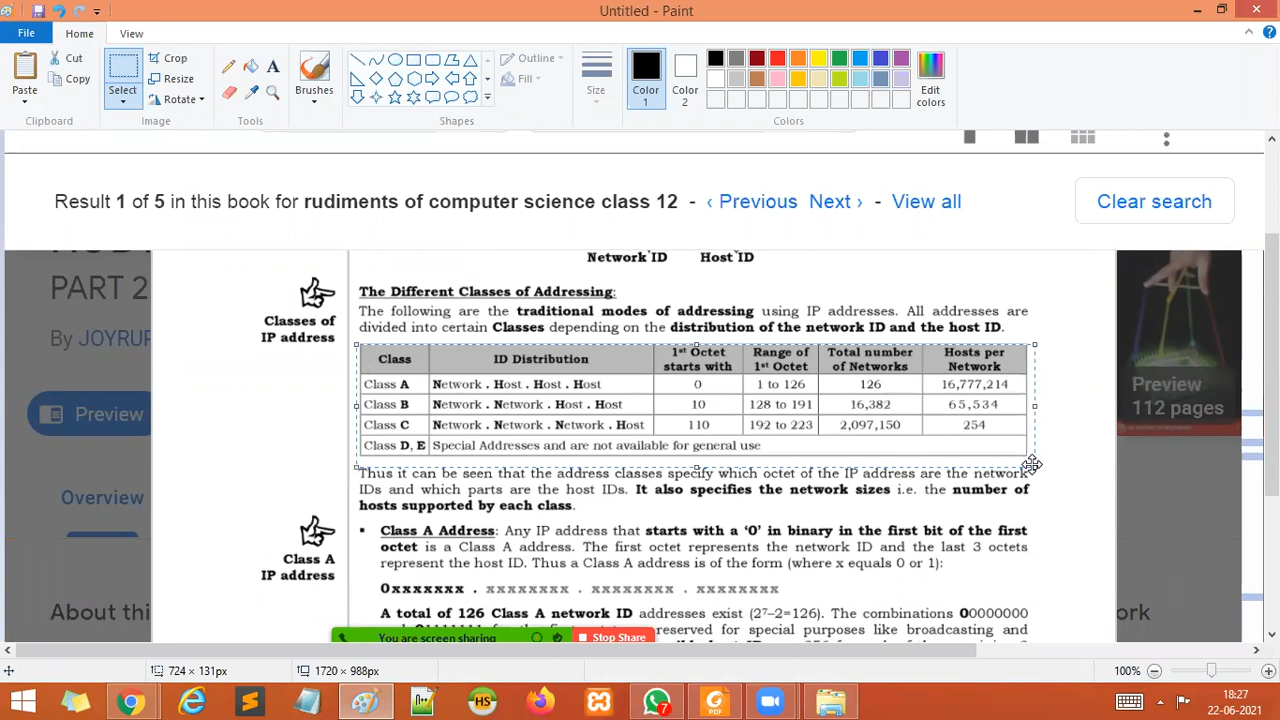 Untitled - Paint
File Home View
Paste Cut Copy
Select Crop Resize Rotate
Brushes
Outline Fill
Size
Color 1
Color 2
Edit colors
Clipboard Image Tools Shapes Colors
Result 1 of 5 in this book for rudiments of computer science class 12 - ‹ Previous Next › - View all
Clear search
Network ID Host ID
PART 2
By JOYRUP
Preview
Overview
About thi
Preview
112 pages
Classes of
IP address
The Different Classes of Addressing:
The following are the traditional modes of addressing using IP addresses. All addresses are
divided into certain Classes depending on the distribution of the network ID and the host ID.
Class ID Distribution 1st Octet starts with Range of 1st Octet Total number of Networks Hosts per Network
Class A Network . Host . Host . Host 0 1 to 126 126 16,777,214
Class B Network . Network . Host . Host 10 128 to 191 16,382 65,534
Class C Network . Network . Network . Host 110 192 to 223 2,097,150 254
Class D, E Special Addresses and are not available for general use
Thus it can be seen that the address classes specify which octet of the IP address are the network
IDs and which parts are the host IDs. It also specifies the network sizes i.e. the number of
hosts supported by each class.
Class A
IP address
▪ Class A Address: Any IP address that starts with a '0' in binary in the first bit of the first
octet is a Class A address. The first octet represents the network ID and the last 3 octets
represent the host ID. Thus a Class A address is of the form (where x equals 0 or 1):
0xxxxxxx . xxxxxxxx . xxxxxxxx . xxxxxxxx
A total of 126 Class A network ID addresses exist (2⁷–2=126). The combinations 00000000
reserved for special purposes like broadcasting and
You are screen sharing Stop Share
724 × 131px 1720 × 988px 100%
HS
7
PDF
18:27
22-06-2021